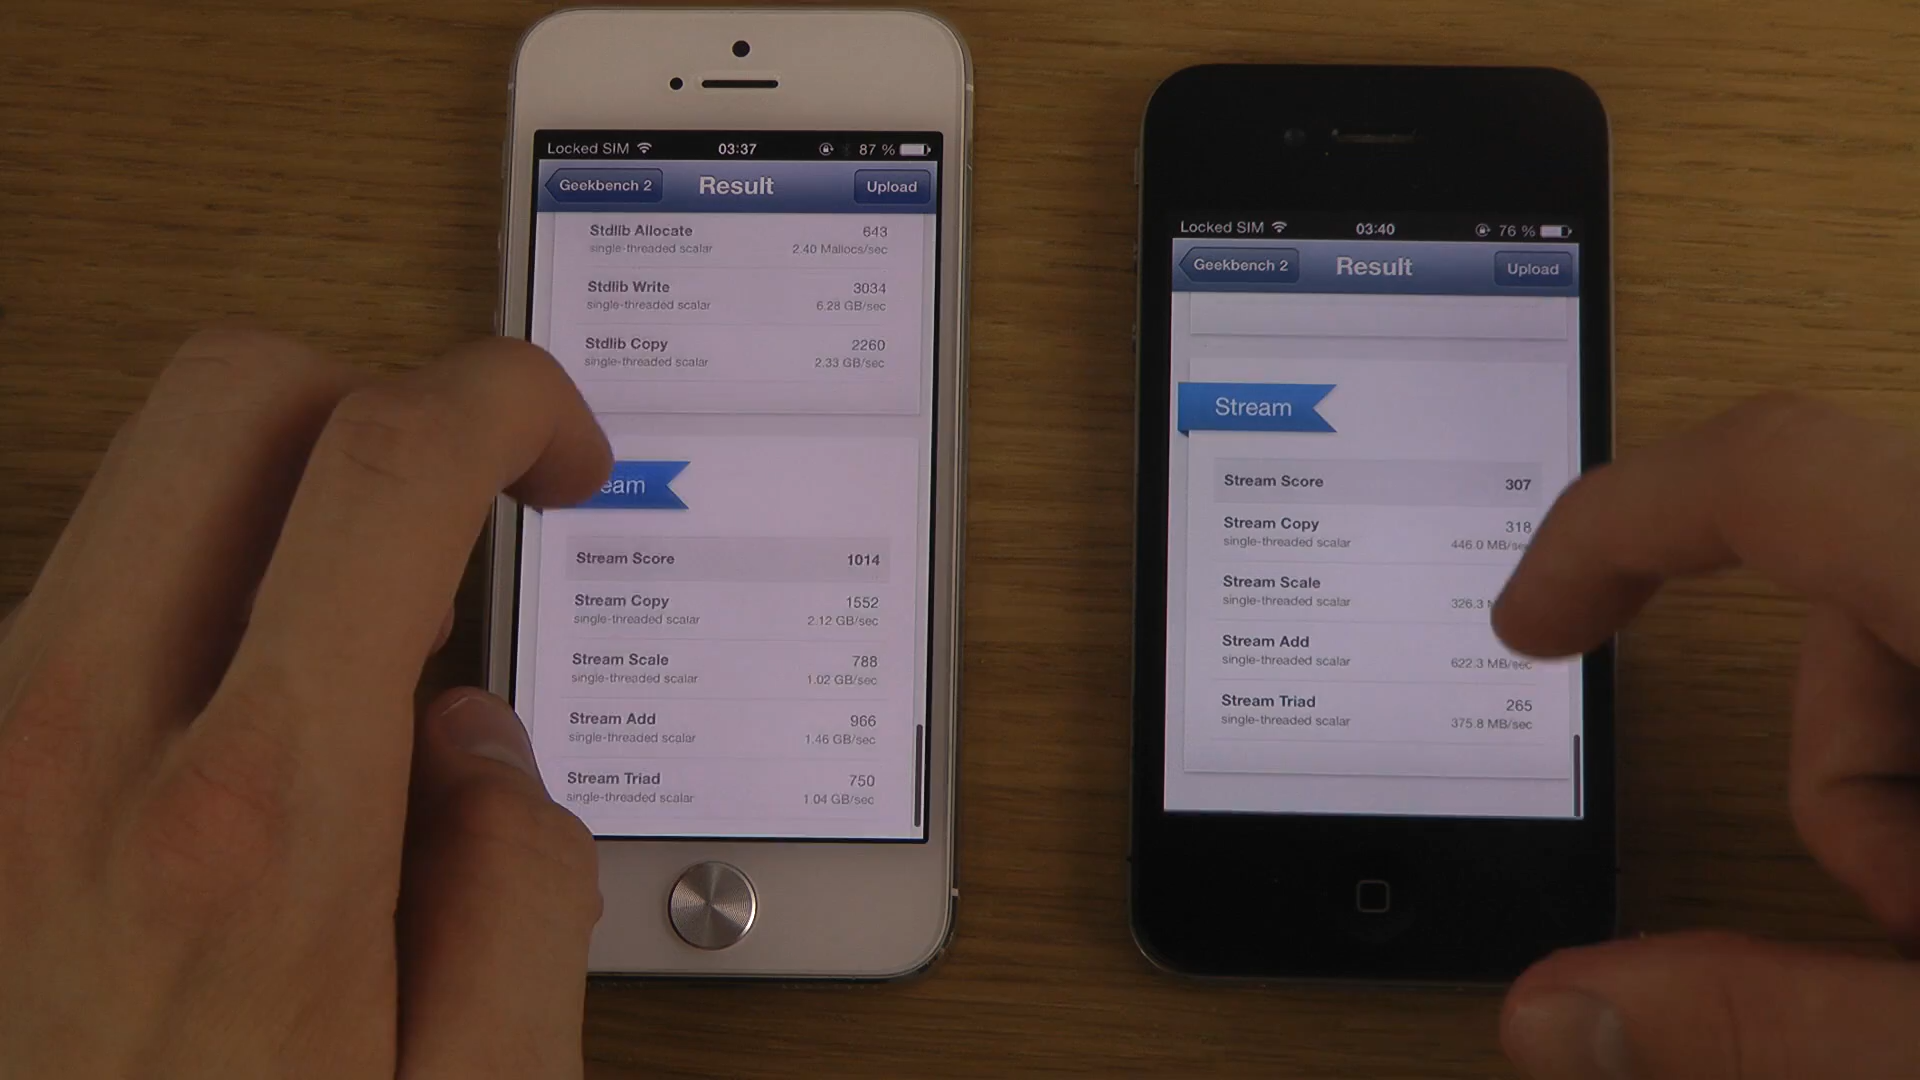 Locked SIM 03:37 87 %
Geekbench 2 Result Upload
Stdlib Allocate 643
single-threaded scalar 2.40 Mallocs/sec
Stdlib Write 3034
single-threaded scalar 6.28 GB/sec
Stdlib Copy 2260
single-threaded scalar 2.33 GB/sec
eam
Stream Score 1014
Stream Copy 1552
single-threaded scalar 2.12 GB/sec
Stream Scale 788
single-threaded scalar 1.02 GB/sec
Stream Add 966
single-threaded scalar 1.46 GB/sec
Stream Triad 750
single-threaded scalar 1.04 GB/sec
Locked SIM 03:40 76 %
Geekbench 2 Result Upload
Stream
Stream Score 307
Stream Copy 318
single-threaded scalar 446.0 MB/sec
Stream Scale
single-threaded scalar 326.3
Stream Add
single-threaded scalar 622.3 MB/sec
Stream Triad 265
single-threaded scalar 375.8 MB/sec